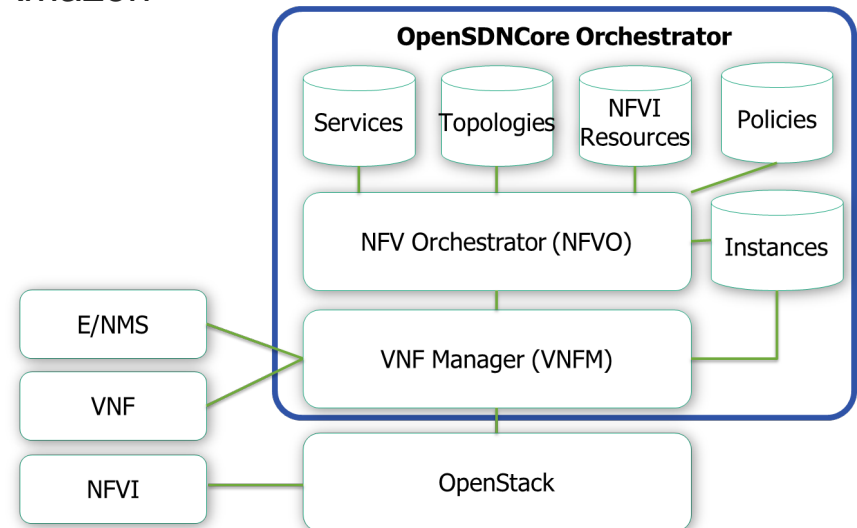 OpenSDNCore Orchestrator
Services
Topologies
NFVI
Resources
Policies
NFV Orchestrator (NFVO)
Instances
E/NMS
VNF Manager (VNFM)
VNF
OpenStack
NFVI